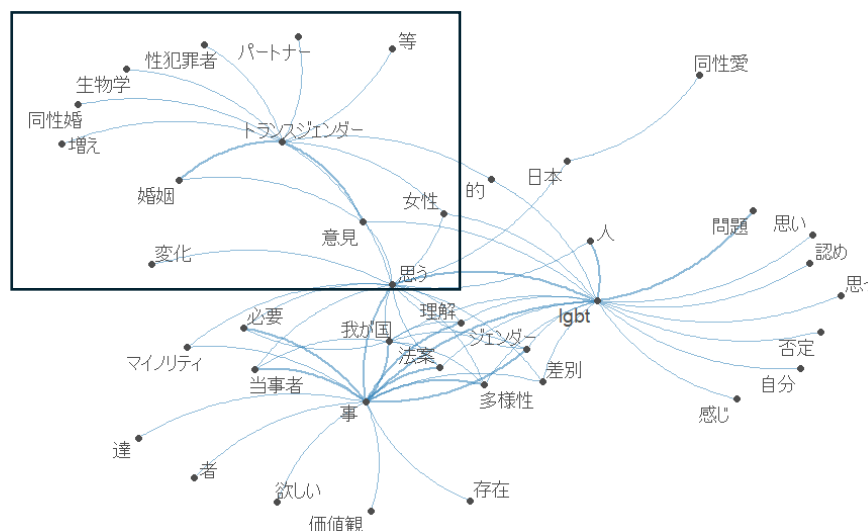 等
パートナー
性犯罪者
同性愛
生物学
同性婚
トランスジェンダー
増え
日本
的
婚姻
女性
問題
思い
人
意見
変化
認め
思う
思っ
lgbt
必要
我が国
理解
ジェンダー
否定
マイノリティ
法案
差別
自分
当事者
多様性
感じ
事
達
者
欲しい
存在
価値観